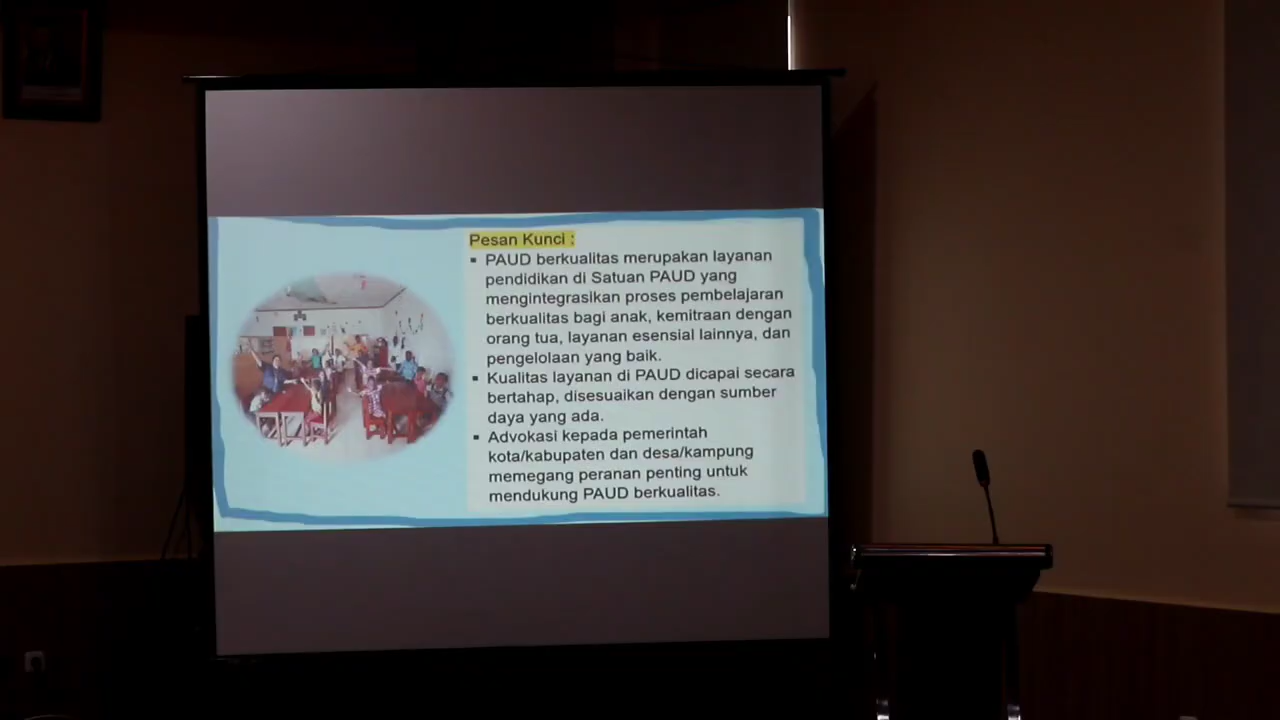 Pesan Kunci :
▪ PAUD berkualitas merupakan layanan
pendidikan di Satuan PAUD yang
mengintegrasikan proses pembelajaran
berkualitas bagi anak, kemitraan dengan
orang tua, layanan esensial lainnya, dan
pengelolaan yang baik.
▪ Kualitas layanan di PAUD dicapai secara
bertahap, disesuaikan dengan sumber
daya yang ada.
▪ Advokasi kepada pemerintah
kota/kabupaten dan desa/kampung
memegang peranan penting untuk
mendukung PAUD berkualitas.